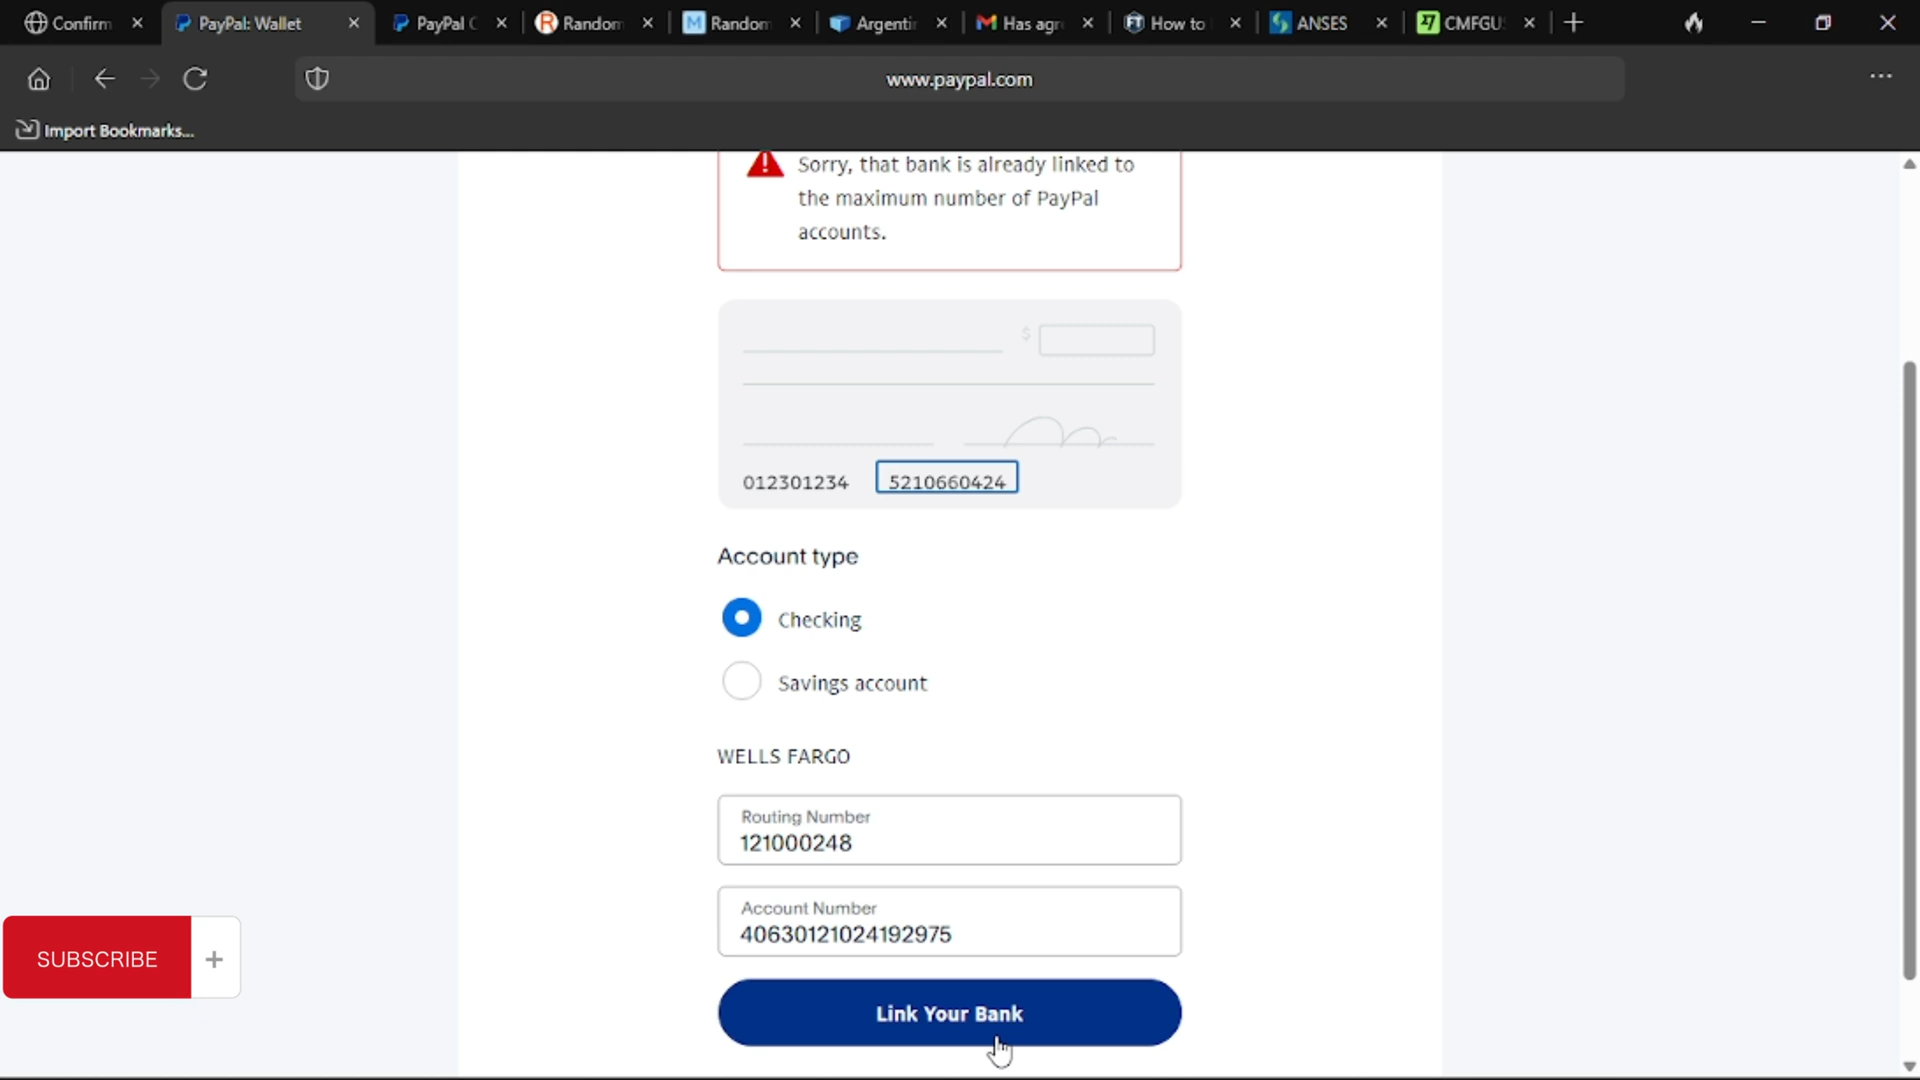 Confirm
PayPal: Wallet
PayPal C
Random
Random
Argentin
Has agr
How to
ANSES
CMFGUS
www.paypal.com
Import Bookmarks...
Sorry, that bank is already linked to
the maximum number of PayPal
accounts.
$
012301234 5210660424
Account type
Checking
Savings account
WELLS FARGO
Routing Number
121000248
Account Number
40630121024192975
Link Your Bank
SUBSCRIBE +